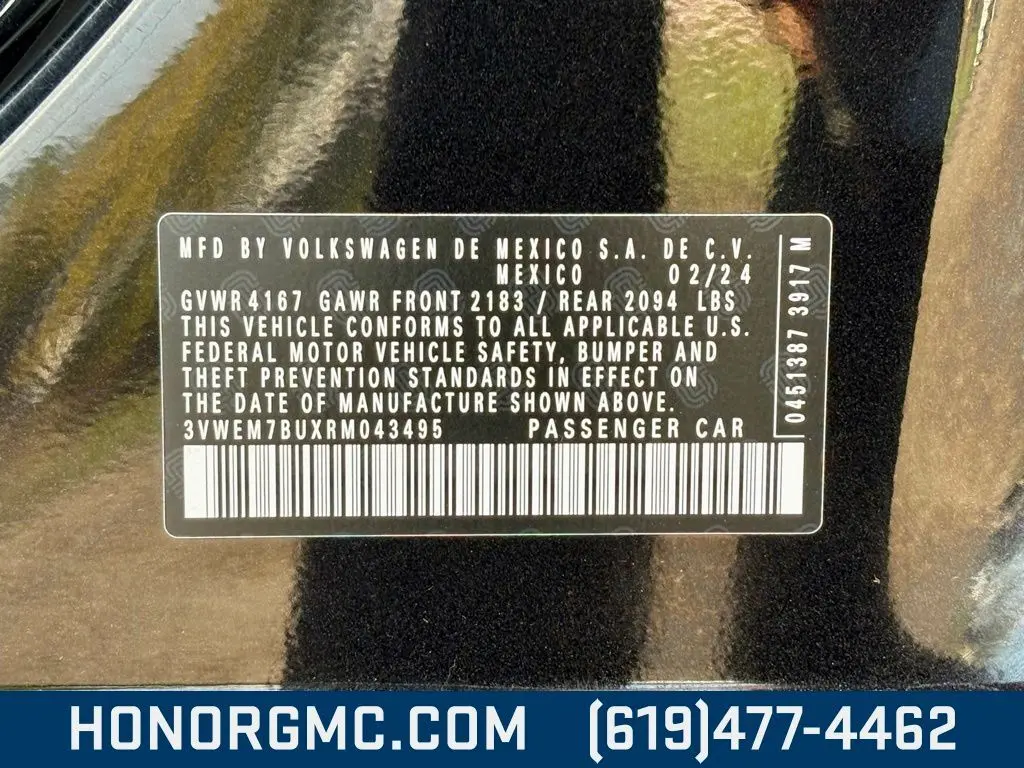 MFD BY VOLKSWAGEN DE MEXICO S.A. DE C.V.
MEXICO 02/24
GVWR 4167 GAWR FRONT 2183 / REAR 2094 LBS
THIS VEHICLE CONFORMS TO ALL APPLICABLE U.S.
FEDERAL MOTOR VEHICLE SAFETY, BUMPER AND
THEFT PREVENTION STANDARDS IN EFFECT ON
THE DATE OF MANUFACTURE SHOWN ABOVE.
3VWEM7BUXRM043495 PASSENGER CAR
0451387 3917 M
HONORGMC.COM (619)477-4462